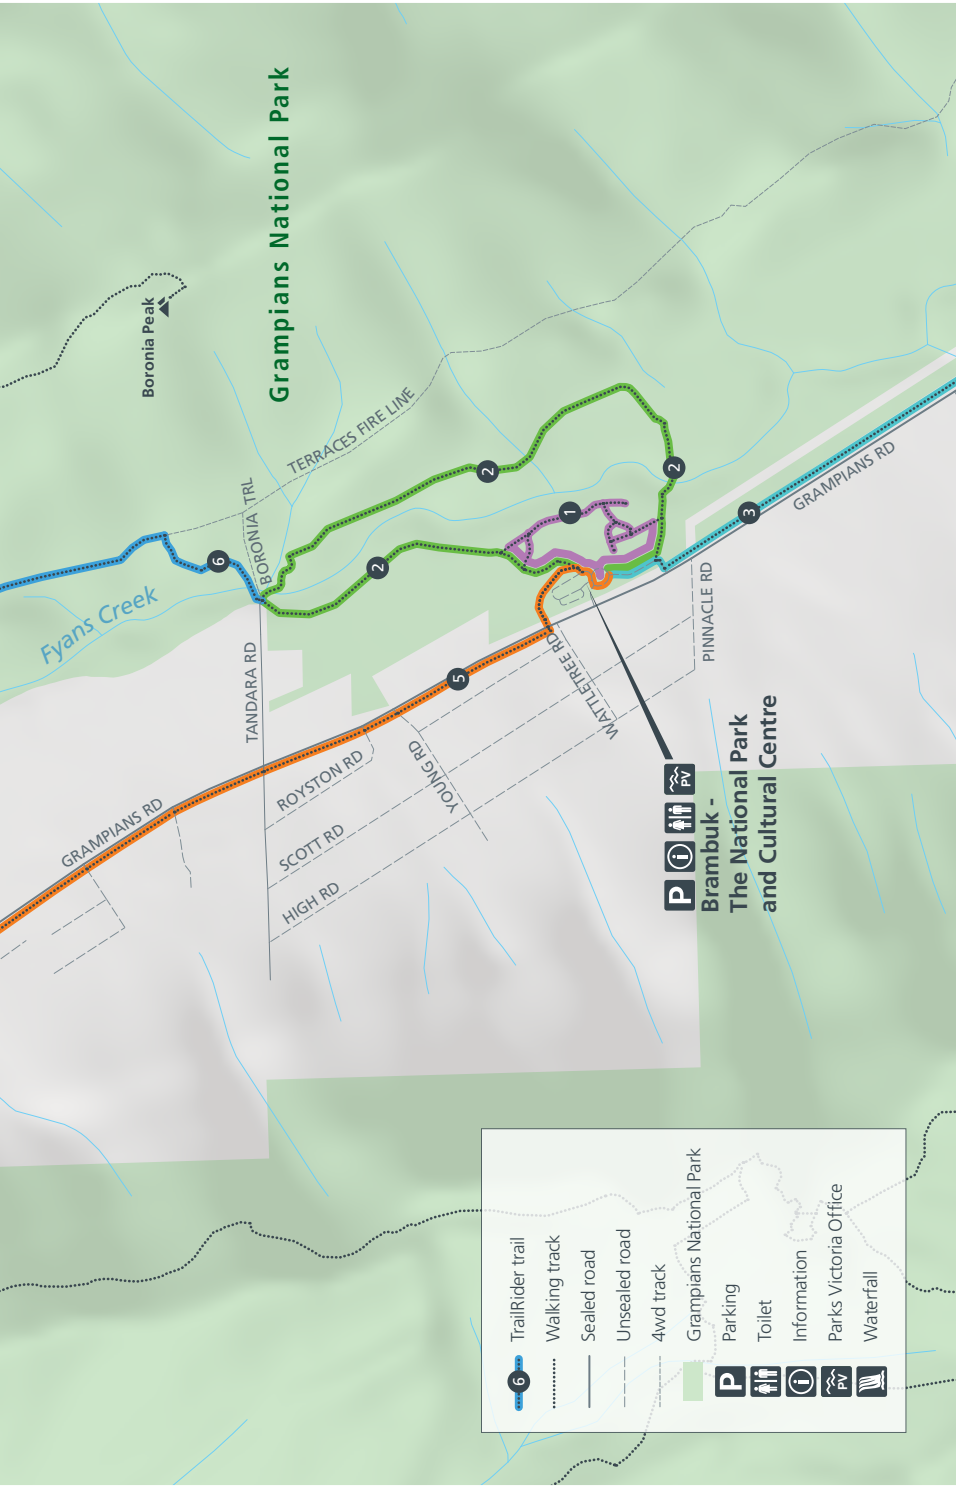 Grampians National Park
Boronia Peak
TERRACES FIRE LINE
BORONIA TRL
6
Fyans Creek
2
2
2
1
3
GRAMPIANS RD
PINNACLE RD
TANDARA RD
5
WATTLETREE RD
ROYSTON RD
YOUNG RD
GRAMPIANS RD
SCOTT RD
HIGH RD
P i PV
Brambuk -
The National Park
and Cultural Centre
6 TrailRider trail
Walking track
Sealed road
Unsealed road
4wd track
Grampians National Park
P Parking
Toilet
i Information
PV Parks Victoria Office
Waterfall